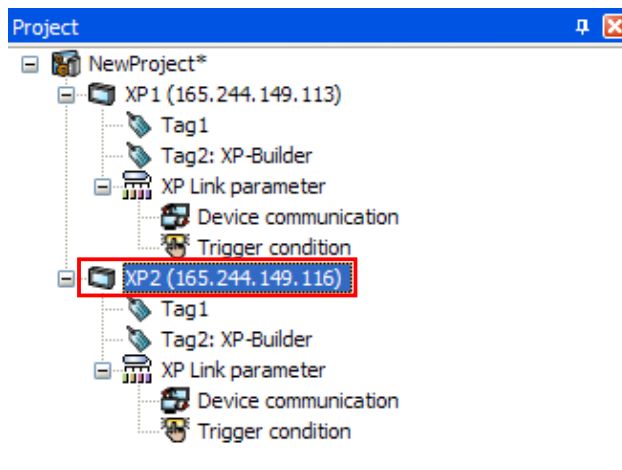 Project
NewProject*
XP1 (165.244.149.113)
Tag1
Tag2: XP-Builder
XP Link parameter
Device communication
Trigger condition
XP2 (165.244.149.116)
Tag1
Tag2: XP-Builder
XP Link parameter
Device communication
Trigger condition